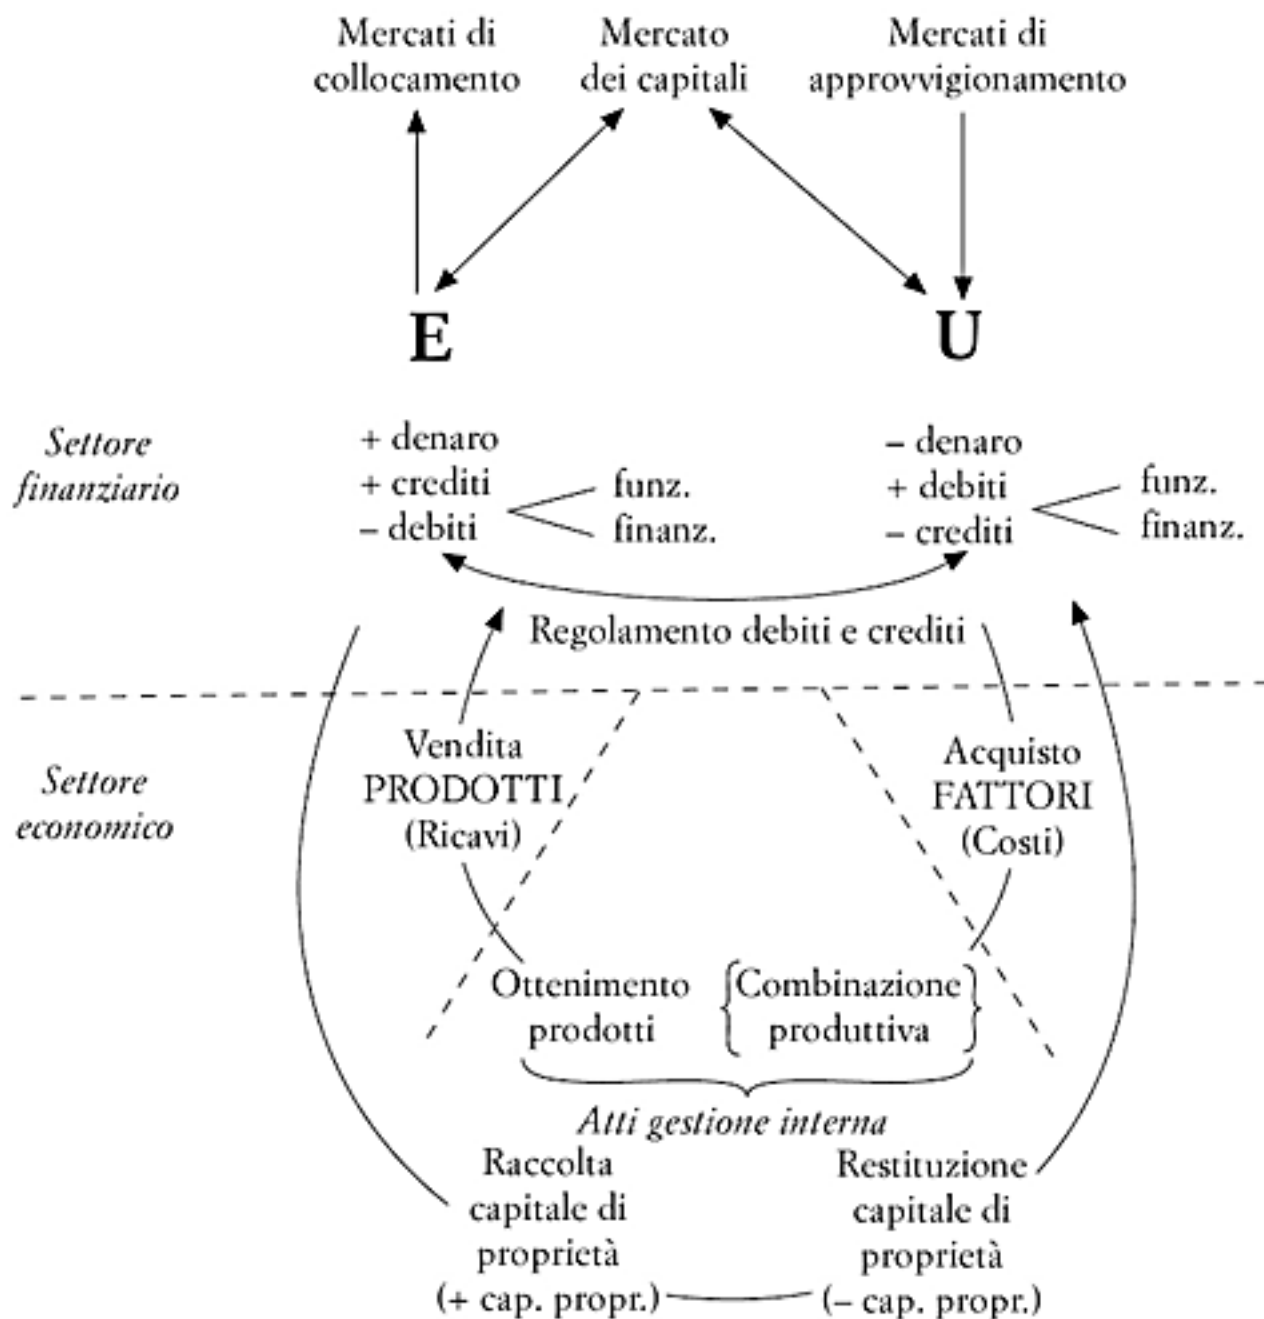 Mercati di
collocamento
Mercato
dei capitali
Mercati di
approvvigionamento
E
U
Settore
finanziario
+ denaro
+ crediti
– debiti
funz.
finanz.
– denaro
+ debiti
– crediti
funz.
finanz.
Regolamento debiti e crediti
Settore
economico
Vendita
PRODOTTI
(Ricavi)
Acquisto
FATTORI
(Costi)
Ottenimento
prodotti
Combinazione
produttiva
Atti gestione interna
Raccolta
capitale di
proprietà
(+ cap. propr.)
Restituzione
capitale di
proprietà
(– cap. propr.)